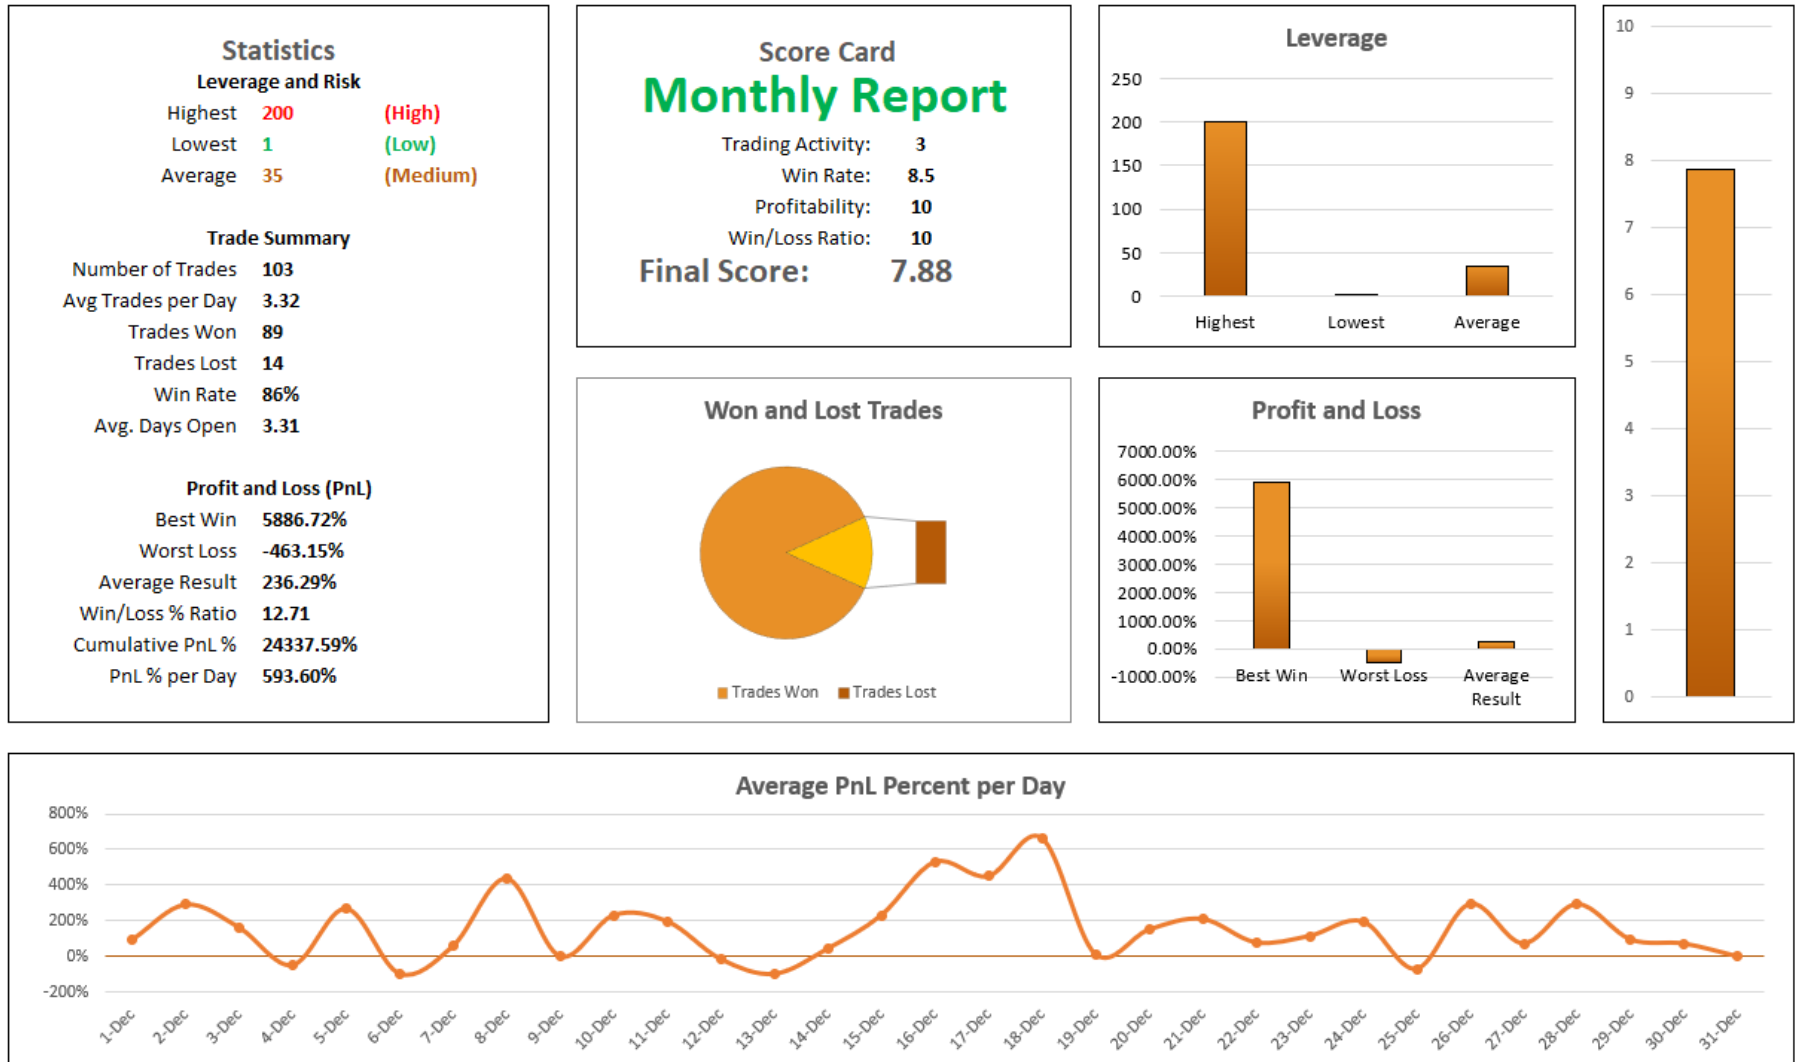 Statistics
Leverage and Risk
Highest 200 (High)
Lowest 1 (Low)
Average 35 (Medium)
Trade Summary
Number of Trades 103
Avg Trades per Day 3.32
Trades Won 89
Trades Lost 14
Win Rate 86%
Avg. Days Open 3.31
Profit and Loss (PnL)
Best Win 5886.72%
Worst Loss -463.15%
Average Result 236.29%
Win/Loss % Ratio 12.71
Cumulative PnL % 24337.59%
PnL % per Day 593.60%
Score Card
Monthly Report
Trading Activity: 3
Win Rate: 8.5
Profitability: 10
Win/Loss Ratio: 10
Final Score: 7.88
Leverage
250
200
150
100
50
0
Highest Lowest Average
Won and Lost Trades
Trades Won Trades Lost
Profit and Loss
7000.00%
6000.00%
5000.00%
4000.00%
3000.00%
2000.00%
1000.00%
0.00%
-1000.00%
Best Win Worst Loss Average
Result
10
9
8
7
6
5
4
3
2
1
0
Average PnL Percent per Day
800%
600%
400%
200%
0%
-200%
1-Dec 2-Dec 3-Dec 4-Dec 5-Dec 6-Dec 7-Dec 8-Dec 9-Dec 10-Dec 11-Dec 12-Dec 13-Dec 14-Dec 15-Dec 16-Dec 17-Dec 18-Dec 19-Dec 20-Dec 21-Dec 22-Dec 23-Dec 24-Dec 25-Dec 26-Dec 27-Dec 28-Dec 29-Dec 30-Dec 31-Dec